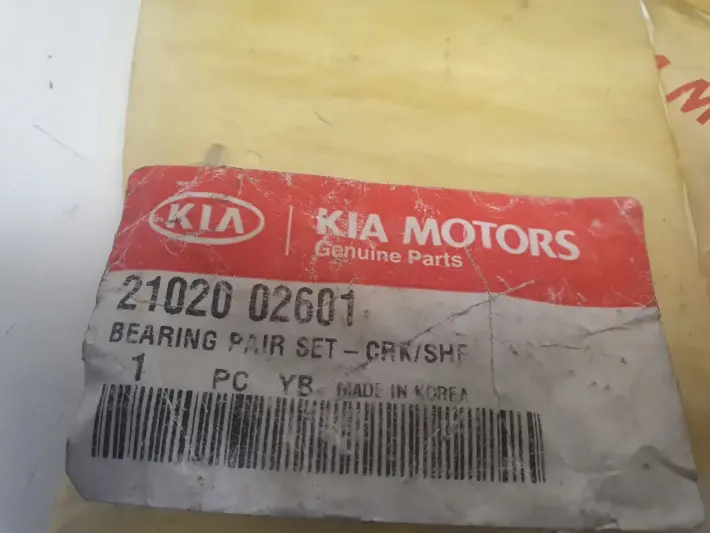 KIA
KIA MOTORS
Genuine Parts
21020 02601
BEARING PAIR SET - CRK/SHF
1 PC YB MADE IN KOREA